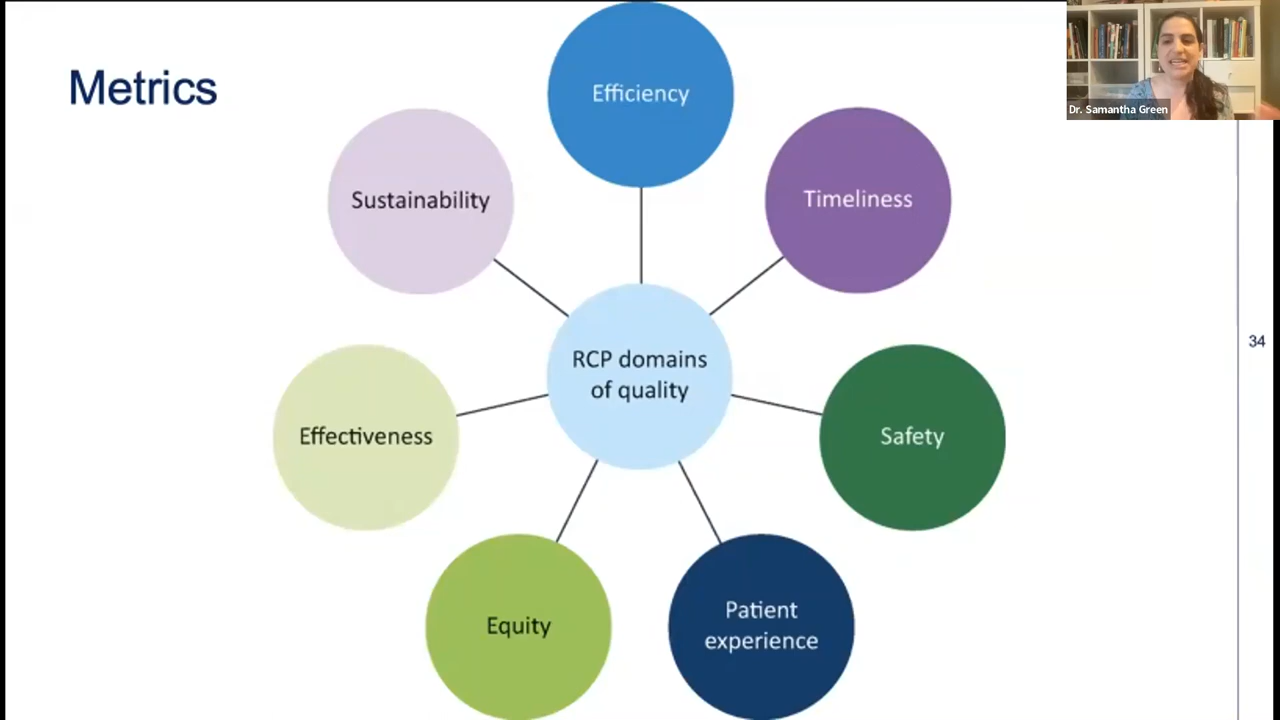 Metrics
Efficiency
Dr. Samantha Green
Sustainability
Timeliness
RCP domains
of quality
34
Effectiveness
Safety
Equity
Patient
experience